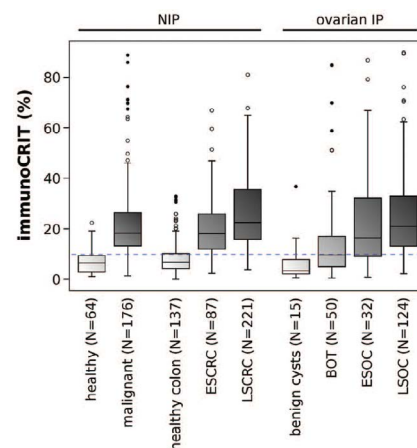 NIP
ovarian IP
immunoCRIT (%)
80
60
40
20
0
healthy (N=64)
malignant (N=176)
healthy colon (N=137)
ESCRC (N=87)
LSCRC (N=221)
benign cysts (N=15)
BOT (N=50)
ESOC (N=32)
LSOC (N=124)